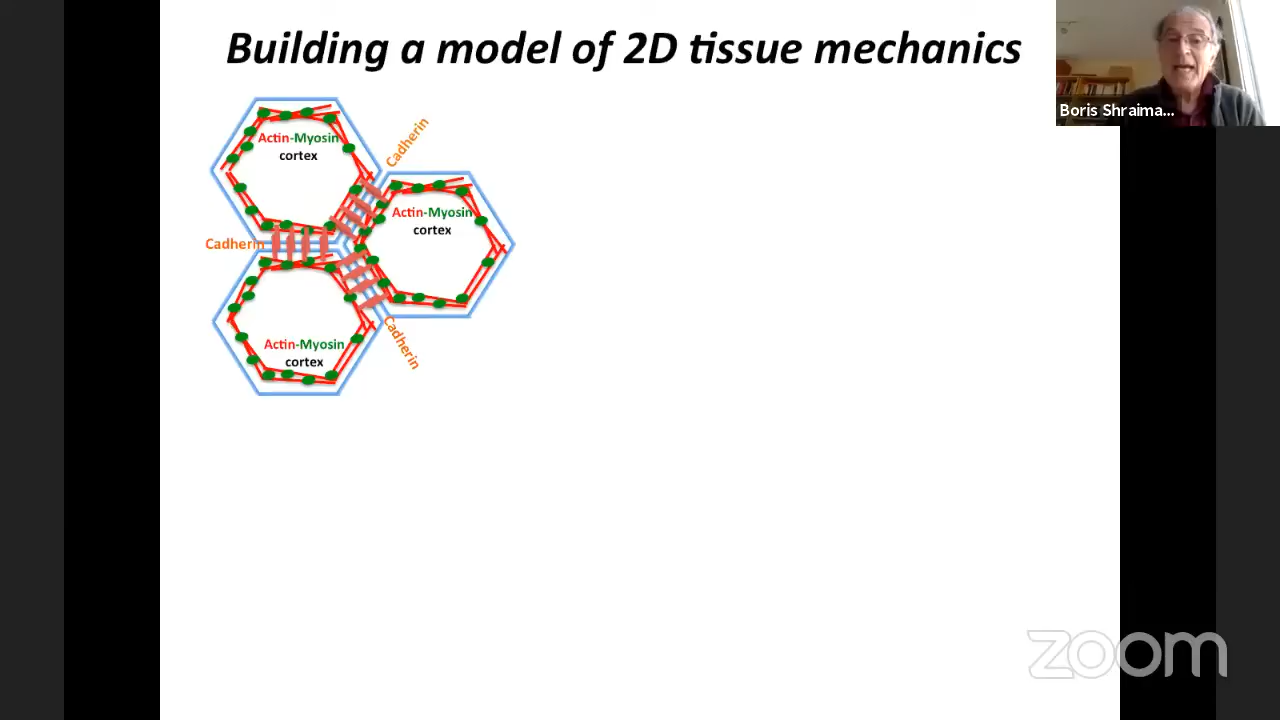 Building a model of 2D tissue mechanics
Boris Shraima...
Cadherin
Actin-Myosin
cortex
Actin-Myosin
cortex
Cadherin
Actin-Myosin
cortex
Cadherin
zoom